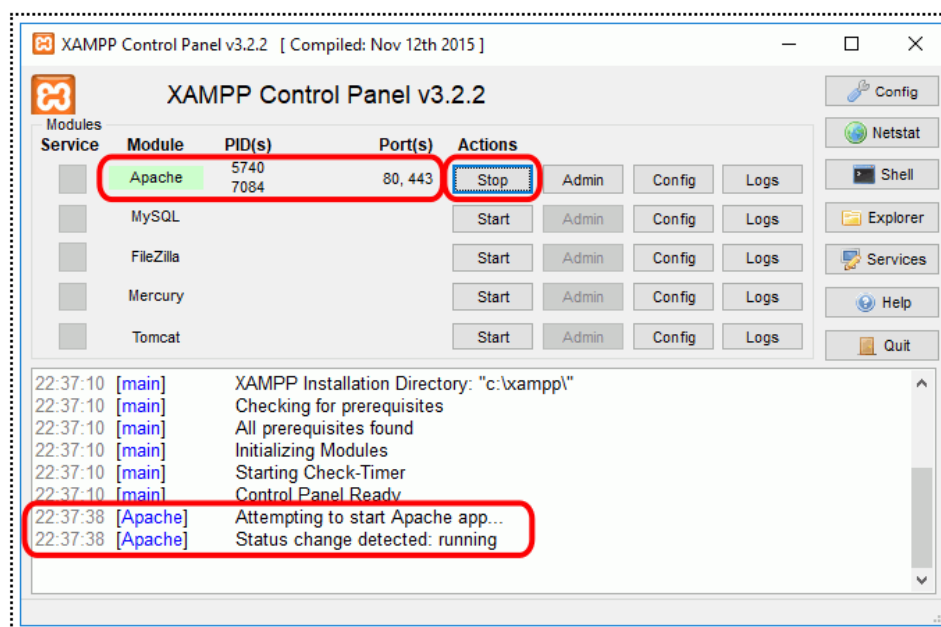 XAMPP Control Panel v3.2.2 [ Compiled: Nov 12th 2015 ]
XAMPP Control Panel v3.2.2
Config
Modules
Netstat
Service Module PID(s) Port(s) Actions
Apache 5740 7084 80, 443 Stop Admin Config Logs
Shell
MySQL Start Admin Config Logs
Explorer
FileZilla Start Admin Config Logs
Services
Mercury Start Admin Config Logs
Help
Tomcat Start Admin Config Logs
Quit
22:37:10 [main] XAMPP Installation Directory: "c:\xampp\"
22:37:10 [main] Checking for prerequisites
22:37:10 [main] All prerequisites found
22:37:10 [main] Initializing Modules
22:37:10 [main] Starting Check-Timer
22:37:10 [main] Control Panel Ready
22:37:38 [Apache] Attempting to start Apache app...
22:37:38 [Apache] Status change detected: running